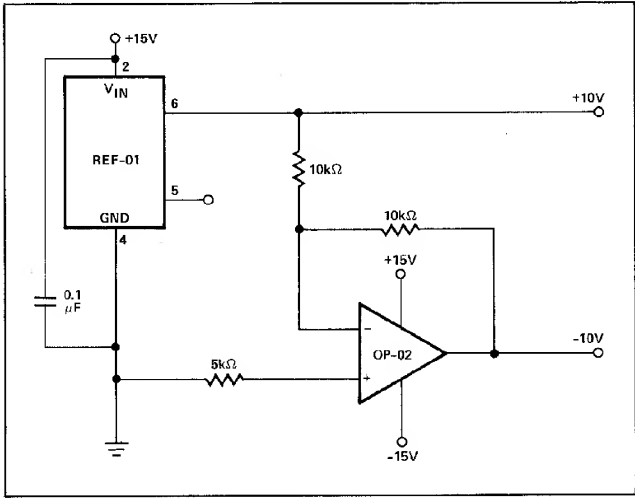 +15V
2
VIN
6
+10V
REF-01
10kΩ
5
10kΩ
GND
4
+15V
0.1
µF
OP-02
-10V
5kΩ
-
+
-15V